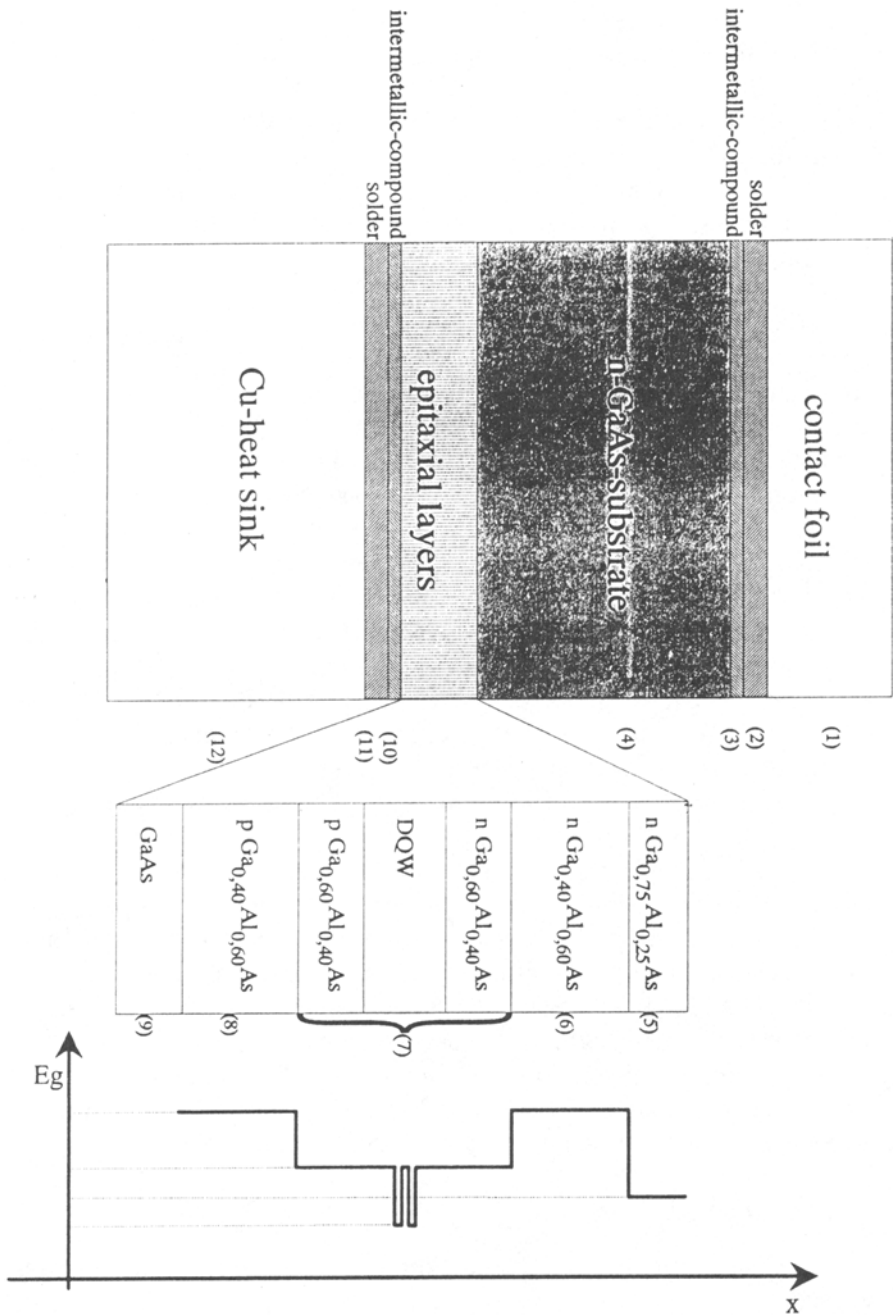 contact foil
(1)
solder
(2)
intermetallic-compound
(3)
n-GaAs-substrate
(4)
epitaxial layers
intermetallic-compound
(10)
solder
(11)
Cu-heat sink
(12)
n Ga0,75Al0,25As
(5)
n Ga0,40Al0,60As
(6)
n Ga0,60Al0,40As
DQW
(7)
p Ga0,60Al0,40As
p Ga0,40Al0,60As
(8)
GaAs
(9)
Eg
x